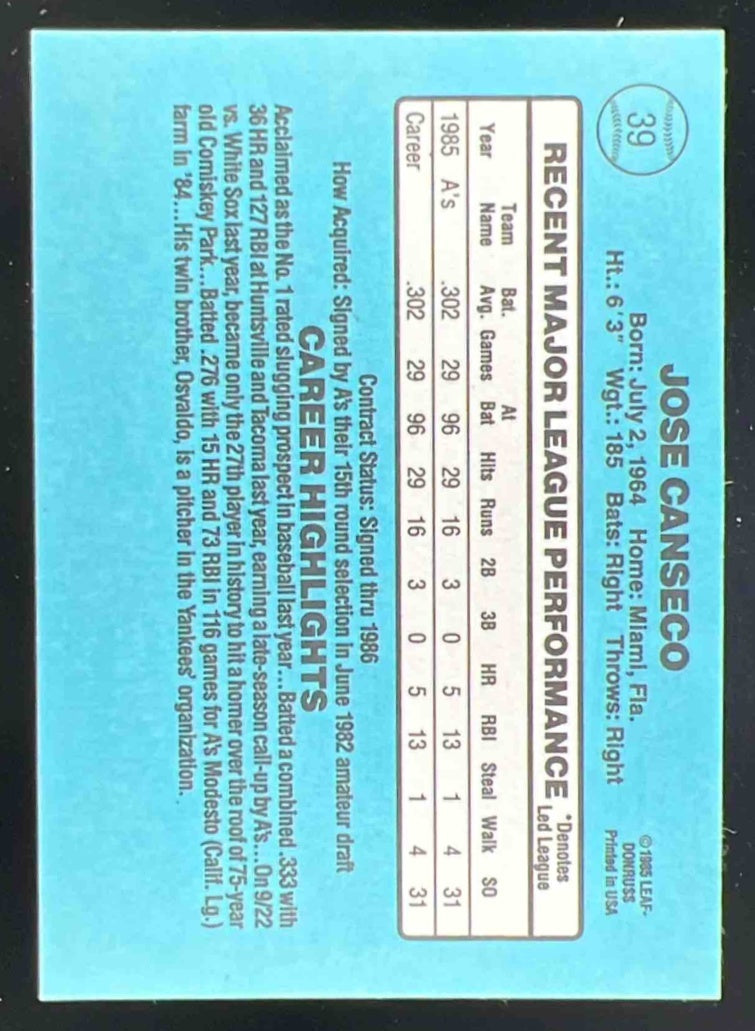 39
JOSE CANSECO
Born: July 2, 1964 Home: Miami, Fla.
Ht.: 6'3" Wgt.: 185 Bats: Right Throws: Right
©1985 LEAF-
DONRUSS
Printed in USA
RECENT MAJOR LEAGUE PERFORMANCE
*Denotes
Led League
Team Bat. At
Year Name Avg. Games Bat Hits Runs 2B 3B HR RBI Steal Walk SO
1985 A's .302 29 96 29 16 3 0 5 13 1 4 31
Career .302 29 96 29 16 3 0 5 13 1 4 31
Contract Status: Signed thru 1986
How Acquired: Signed by A's their 15th round selection in June 1982 amateur draft
CAREER HIGHLIGHTS
Acclaimed as the No. 1 rated slugging prospect in baseball last year... Batted a combined .333 with
36 HR and 127 RBI at Huntsville and Tacoma last year, earning a late-season call-up by A's... On 9/22
vs. White Sox last year, became only the 27th player in history to hit a homer over the roof of 75-year
old Comiskey Park... Batted .276 with 15 HR and 73 RBI in 116 games for A's Modesto (Calif. Lg.)
farm in '84... His twin brother, Osvaldo, is a pitcher in the Yankees' organization.